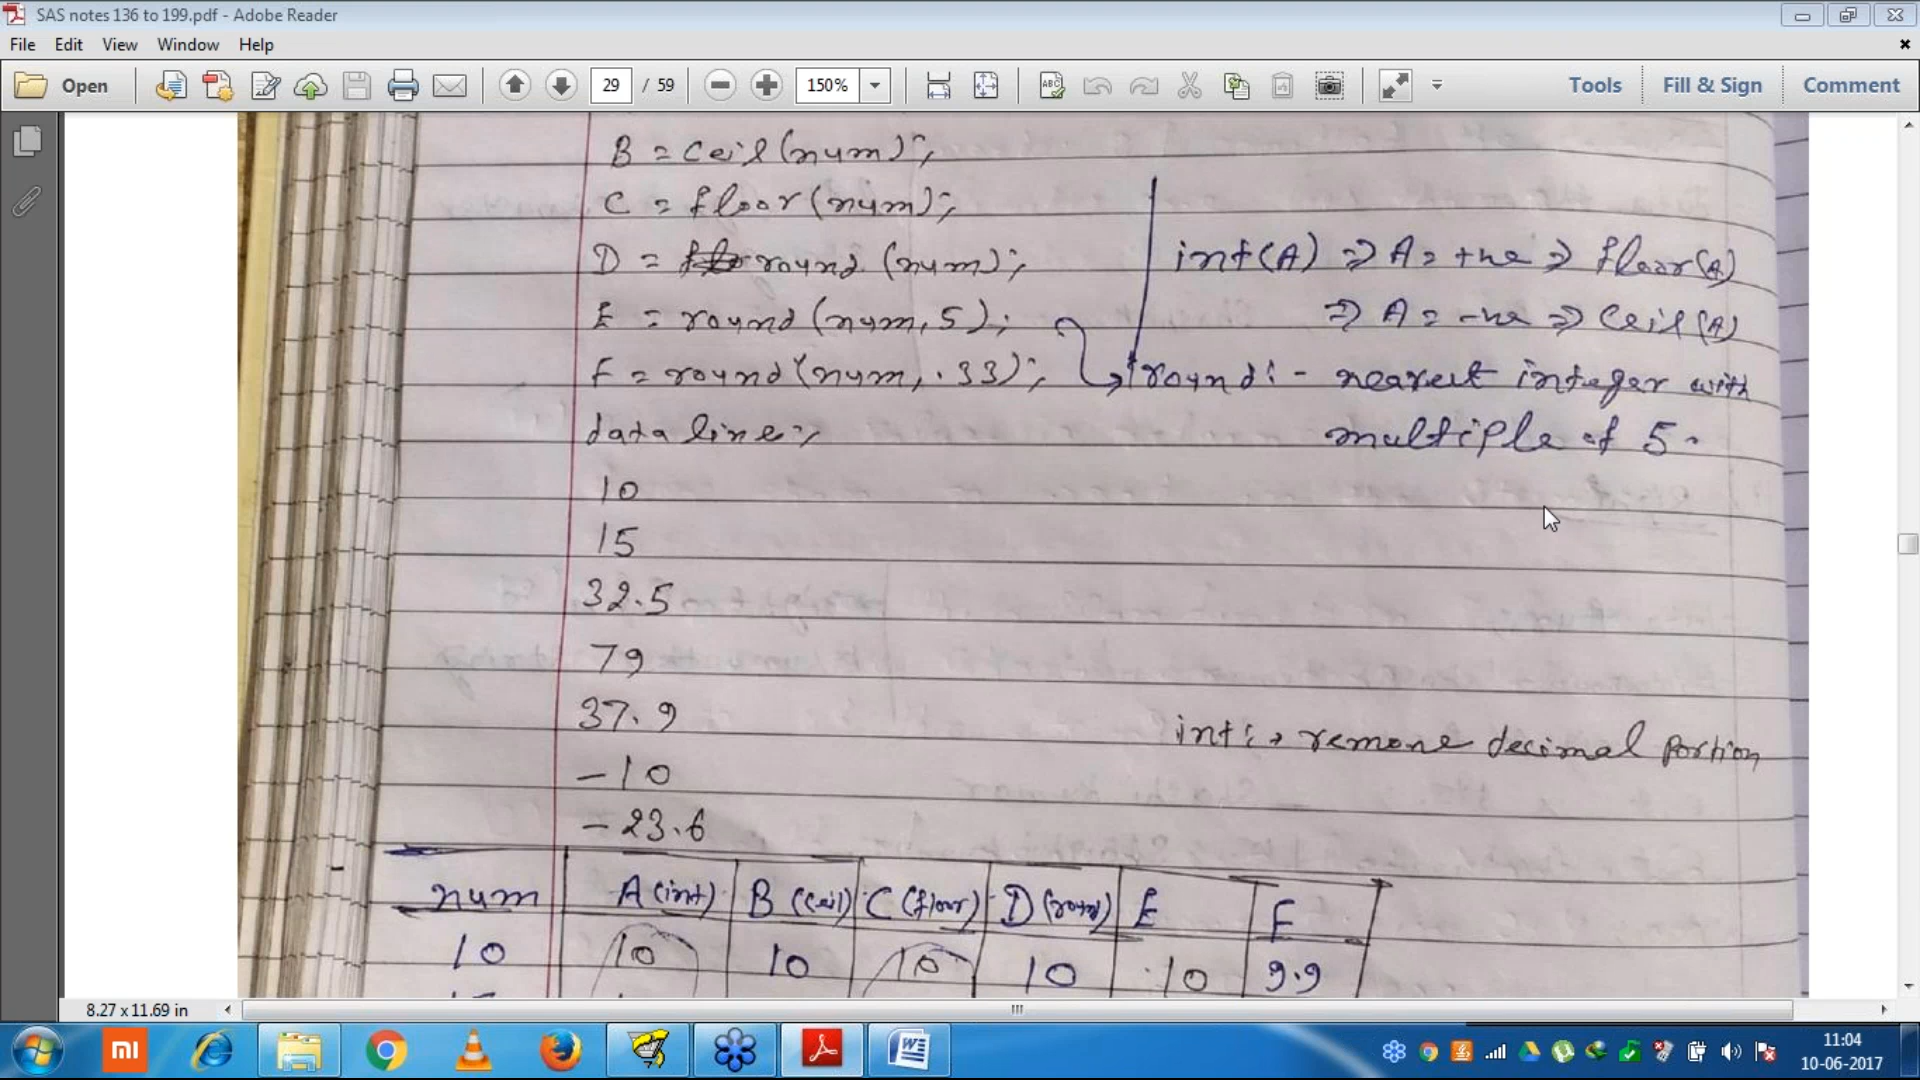 SAS notes 136 to 199.pdf - Adobe Reader
File Edit View Window Help
Open 29 / 59 150% Tools Fill & Sign Comment
B = ceil(num);
C = floor(num);
D = round (num);
int(A) ⇒ A = +ve ⇒ floor(A)
E = round (num, 5);
⇒ A = -ve ⇒ Ceil(A)
F = round (num, .33);
round :- nearest integer with
data lines;
multiple of 5.
10
15
32.5
79
37.9
int: → remove decimal portion
-10
-23.6
num A (int) B (ceil) C (floor) D (round) E F
10 10 10 10 10 10 9.9
8.27 x 11.69 in
11:04
10-06-2017